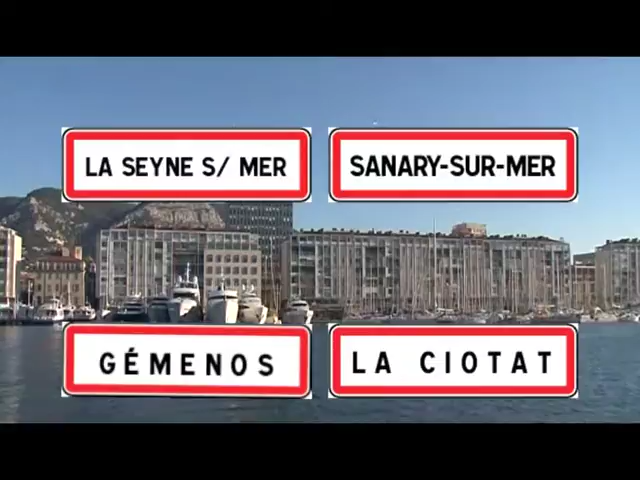 LA SEYNE S/ MER
SANARY-SUR-MER
GÉMENOS
LA CIOTAT